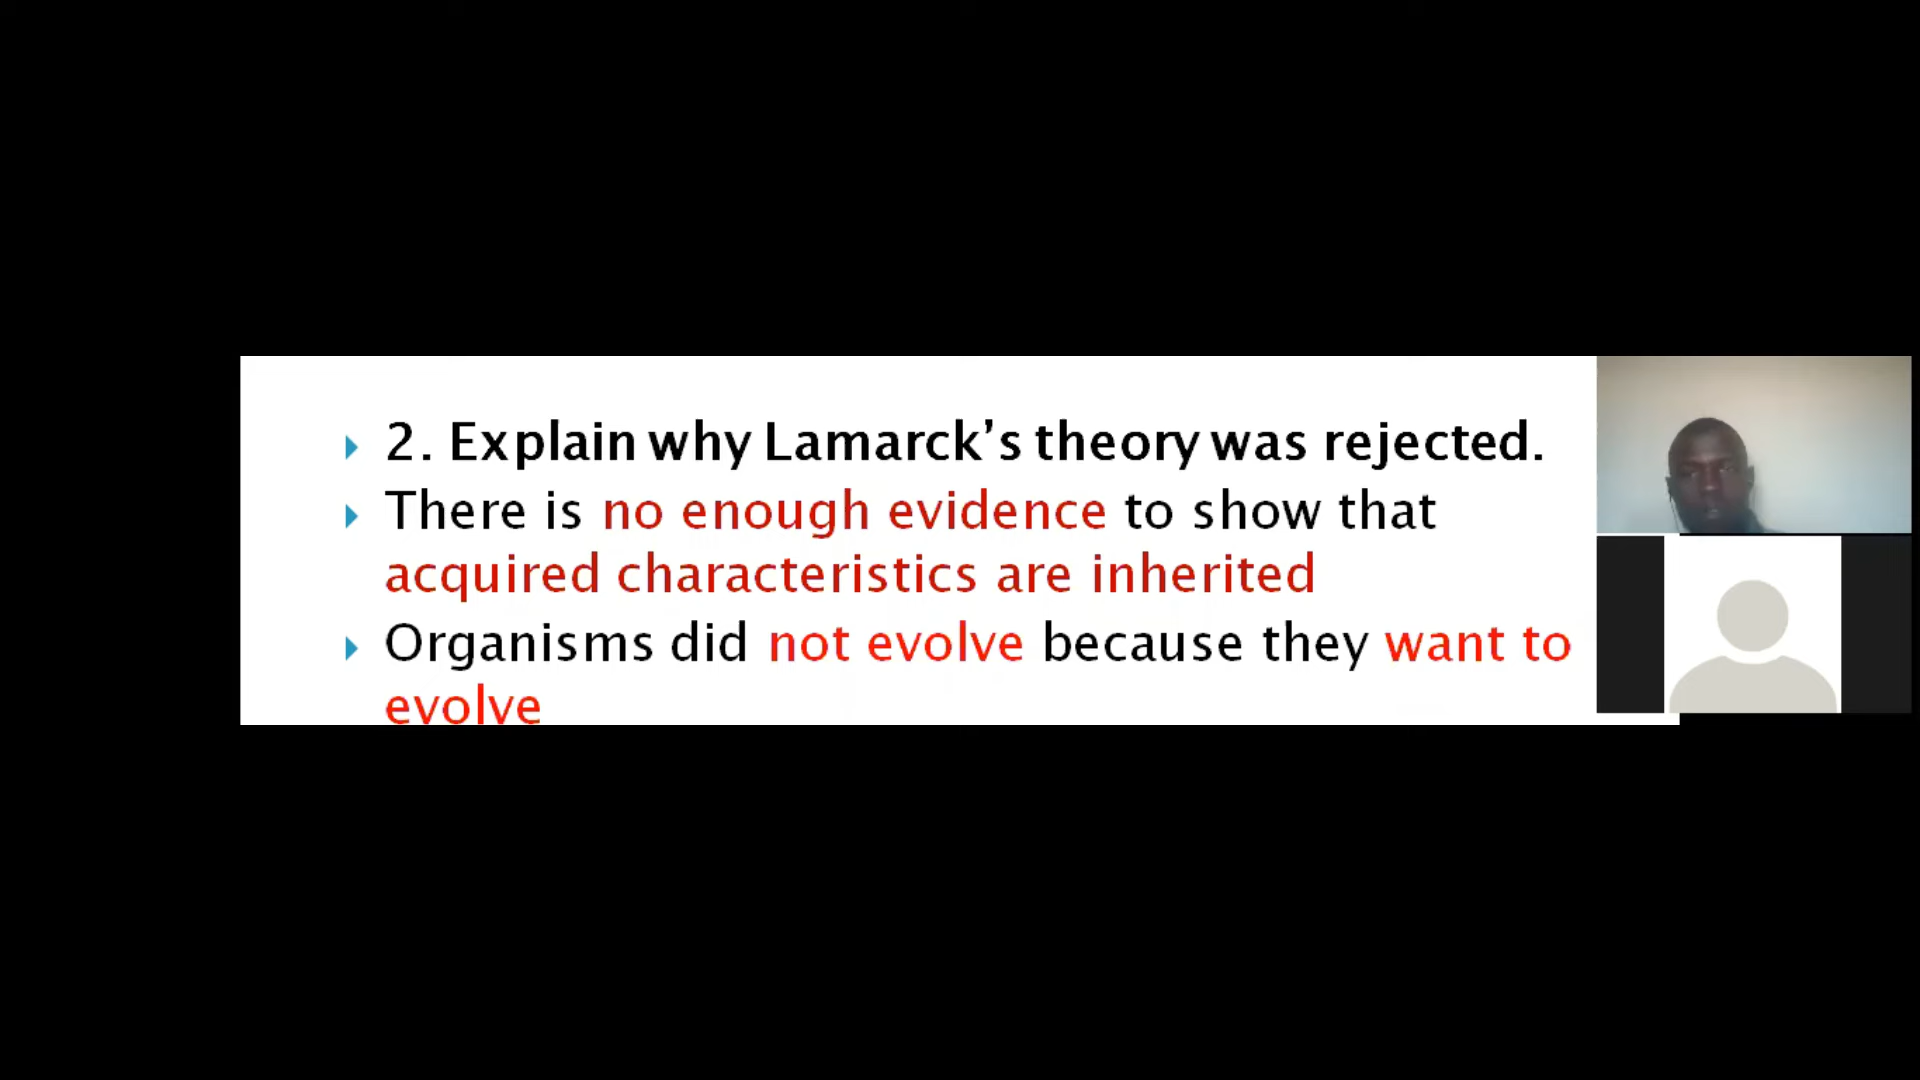 2. Explain why Lamarck’s theory was rejected.
There is no enough evidence to show that
acquired characteristics are inherited
Organisms did not evolve because they want to
evolve